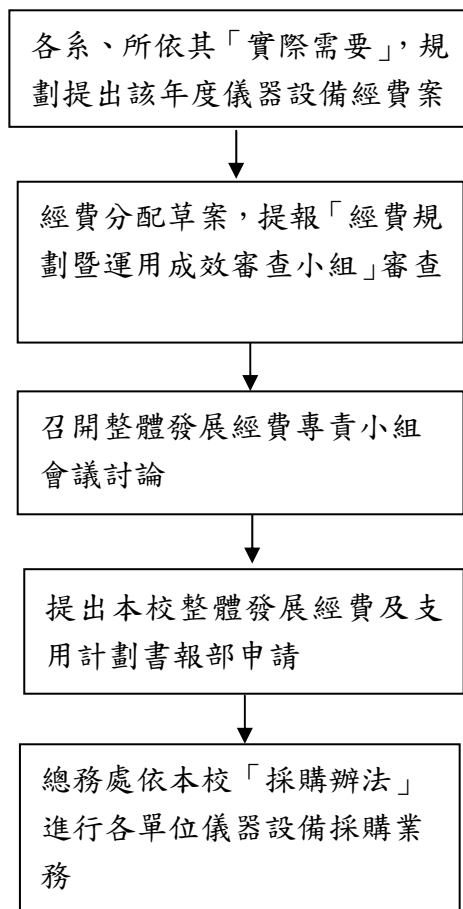 各系、所依其「實際需要」，規
劃提出該年度儀器設備經費案
經費分配草案，提報「經費規
劃暨運用成效審查小組」審查
召開整體發展經費專責小組
會議討論
提出本校整體發展經費及支
用計劃書報部申請
總務處依本校「採購辦法」
進行各單位儀器設備採購業
務